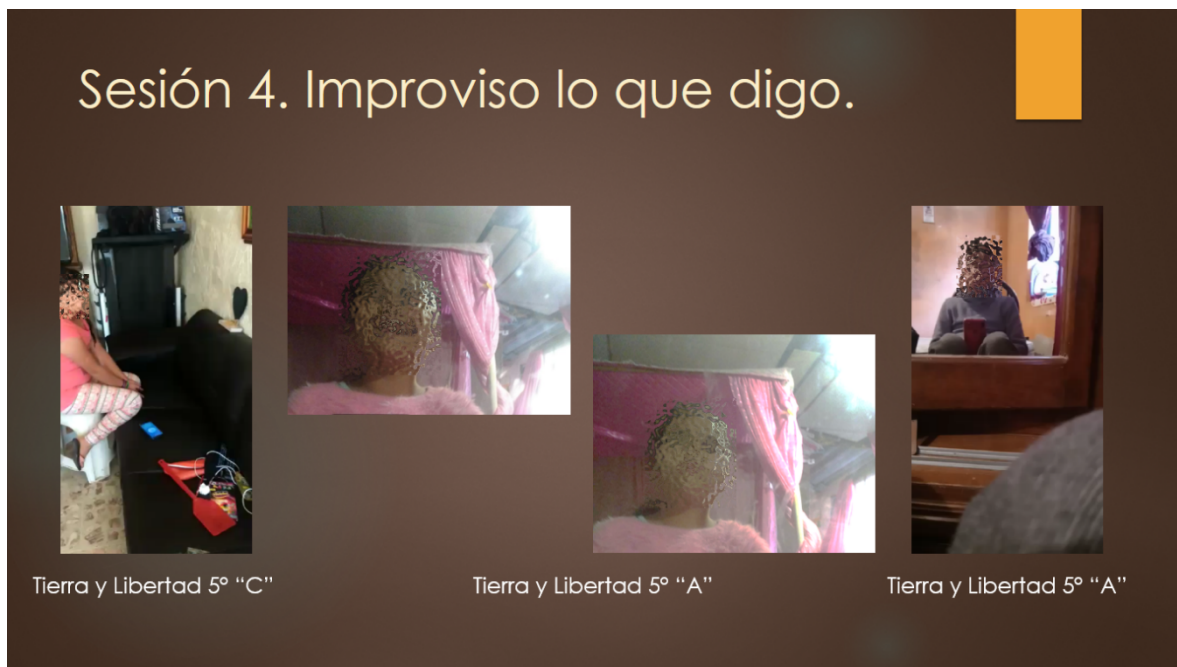 Sesión 4. Improviso lo que digo.
Tierra y Libertad 5° “C”
Tierra y Libertad 5° “A”
Tierra y Libertad 5° “A”